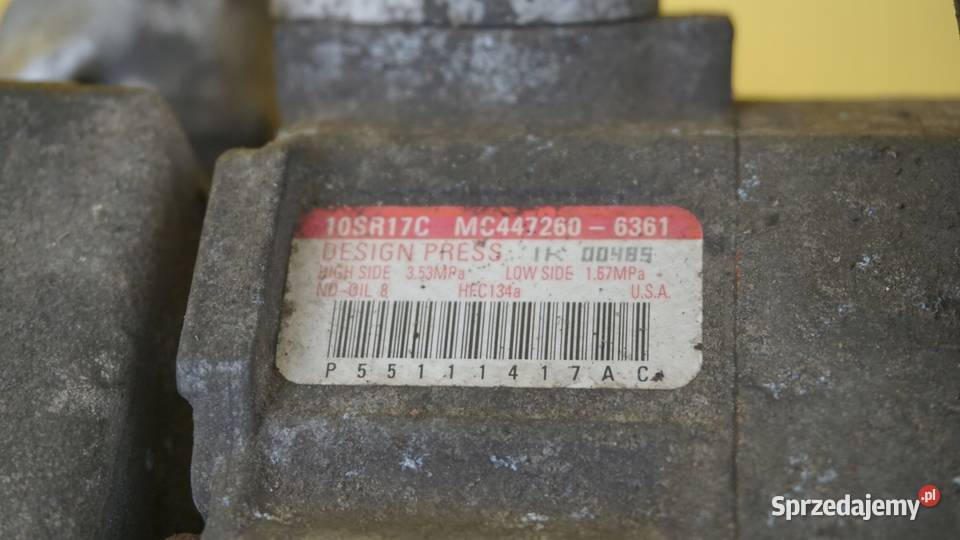 10SR17C MC447260-6361
DESIGN PRESS 1K 00485
HIGH SIDE 3.53MPa LOW SIDE 1.67MPa
ND-OIL 8 HFC134a U.S.A.
P55111417AC
Sprzedajemy.pl